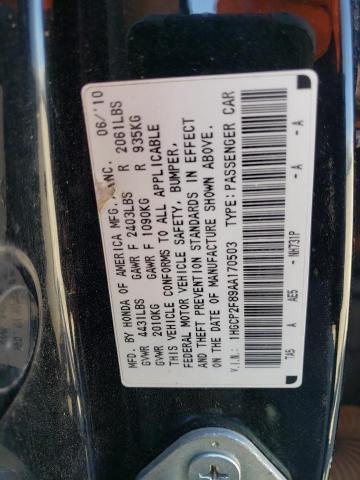 MFD. BY HONDA OF AMERICA MFG., INC. 06/'10
GVWR 4431LBS GAWR F 2403LBS R 2061LBS
GVWR 2010KG GAWR F 1090KG R 935KG
THIS VEHICLE CONFORMS TO ALL APPLICABLE
FEDERAL MOTOR VEHICLE SAFETY, BUMPER,
AND THEFT PREVENTION STANDARDS IN EFFECT
ON THE DATE OF MANUFACTURE SHOWN ABOVE.
V.I.N.: 1HGCP2F89AA170503 TYPE: PASSENGER CAR
7A5 A AE5 - NH731P - A - A